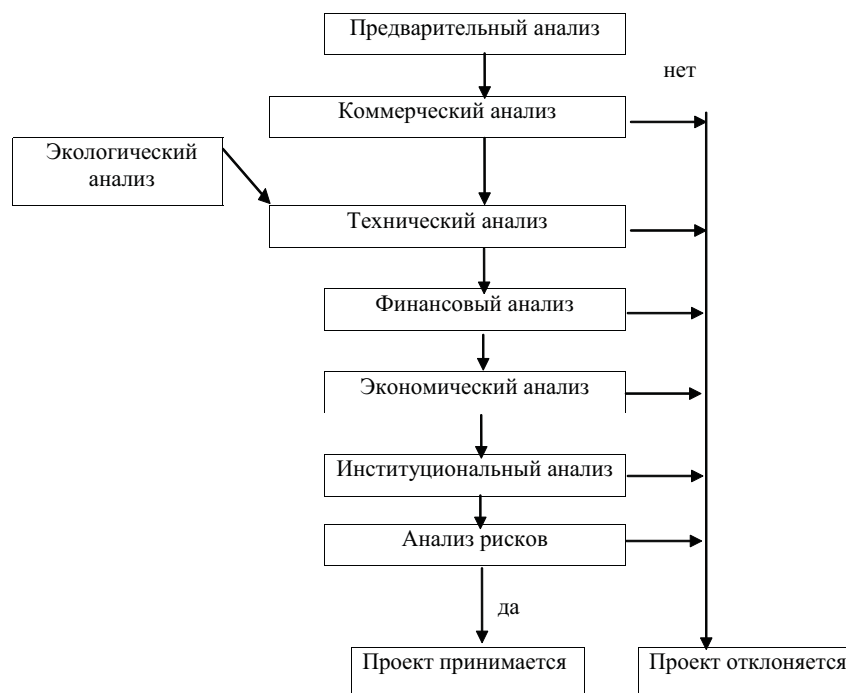 Предварительный анализ
нет
Коммерческий анализ
Экологический
анализ
Технический анализ
Финансовый анализ
Экономический анализ
Институциональный анализ
Анализ рисков
да
Проект принимается
Проект отклоняется